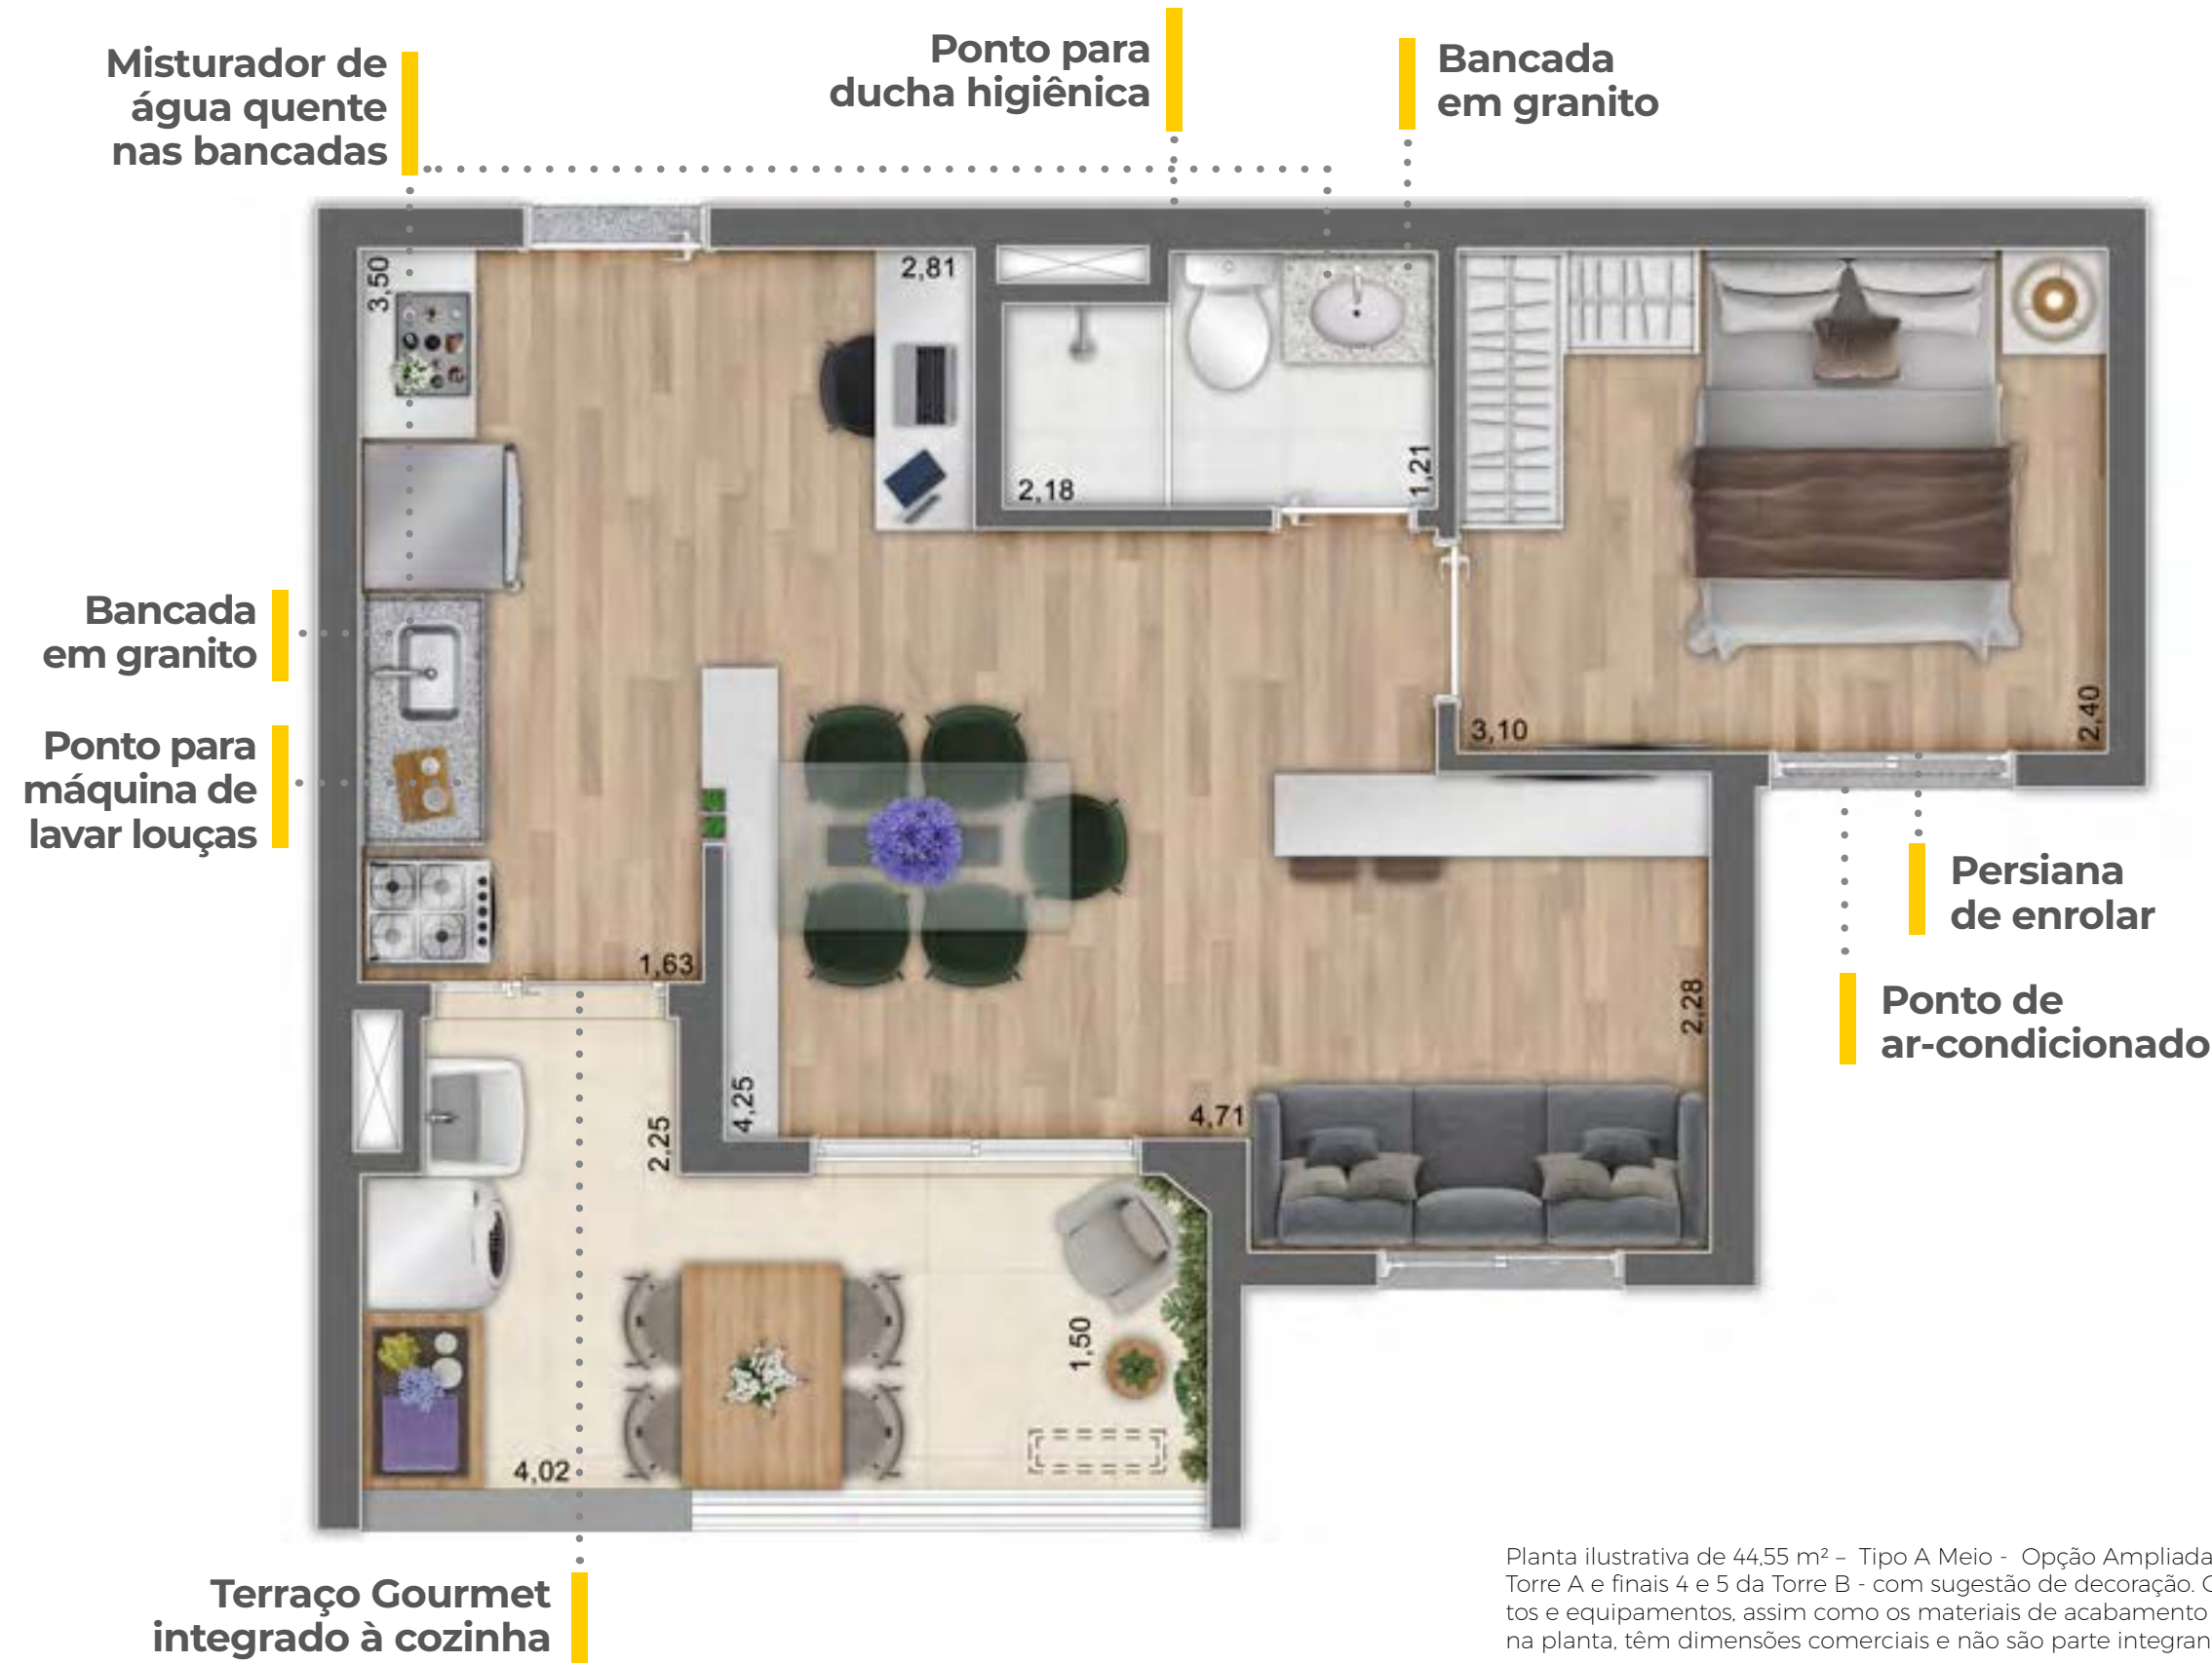 Misturador de
água quente
nas bancadas
Ponto para
ducha higiênica
Bancada
em granito
3,50
2,81
2,18
1,21
Bancada
em granito
Ponto para
máquina de
lavar louças
3,10
2,40
Persiana
de enrolar
Ponto de
ar-condicionado
1,63
2,28
4,25
4,71
2,25
1,50
4,02
Terraço Gourmet
integrado à cozinha
Planta ilustrativa de 44,55 m² – Tipo A Meio - Opção Ampliada
Torre A e finais 4 e 5 da Torre B - com sugestão de decoração.
tos e equipamentos, assim como os materiais de acabamento
na planta, têm dimensões comerciais e não são parte integran